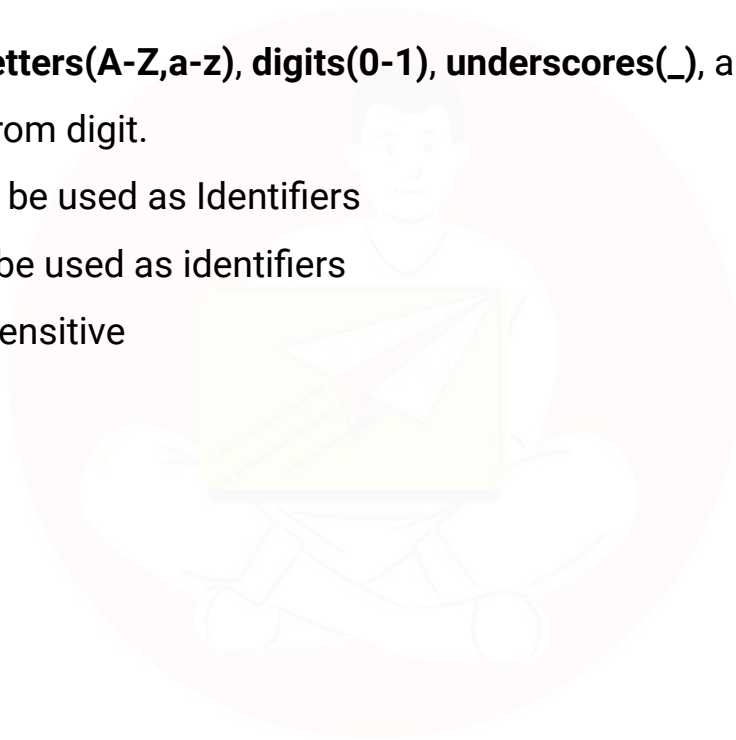 etters(A-Z,a-z), digits(0-1), underscores(_), a
rom digit.
be used as Identifiers
be used as identifiers
ensitive